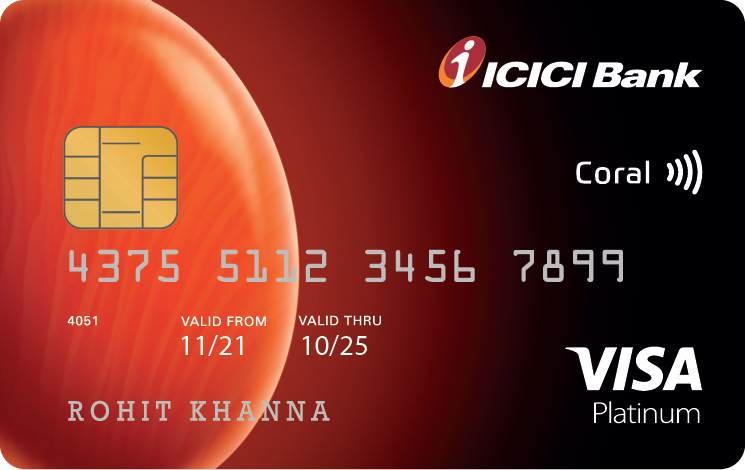 ICICI Bank
Coral
4375 5112 3456 7899
4051 VALID FROM VALID THRU
11/21 10/25
VISA
ROHIT KHANNA
Platinum